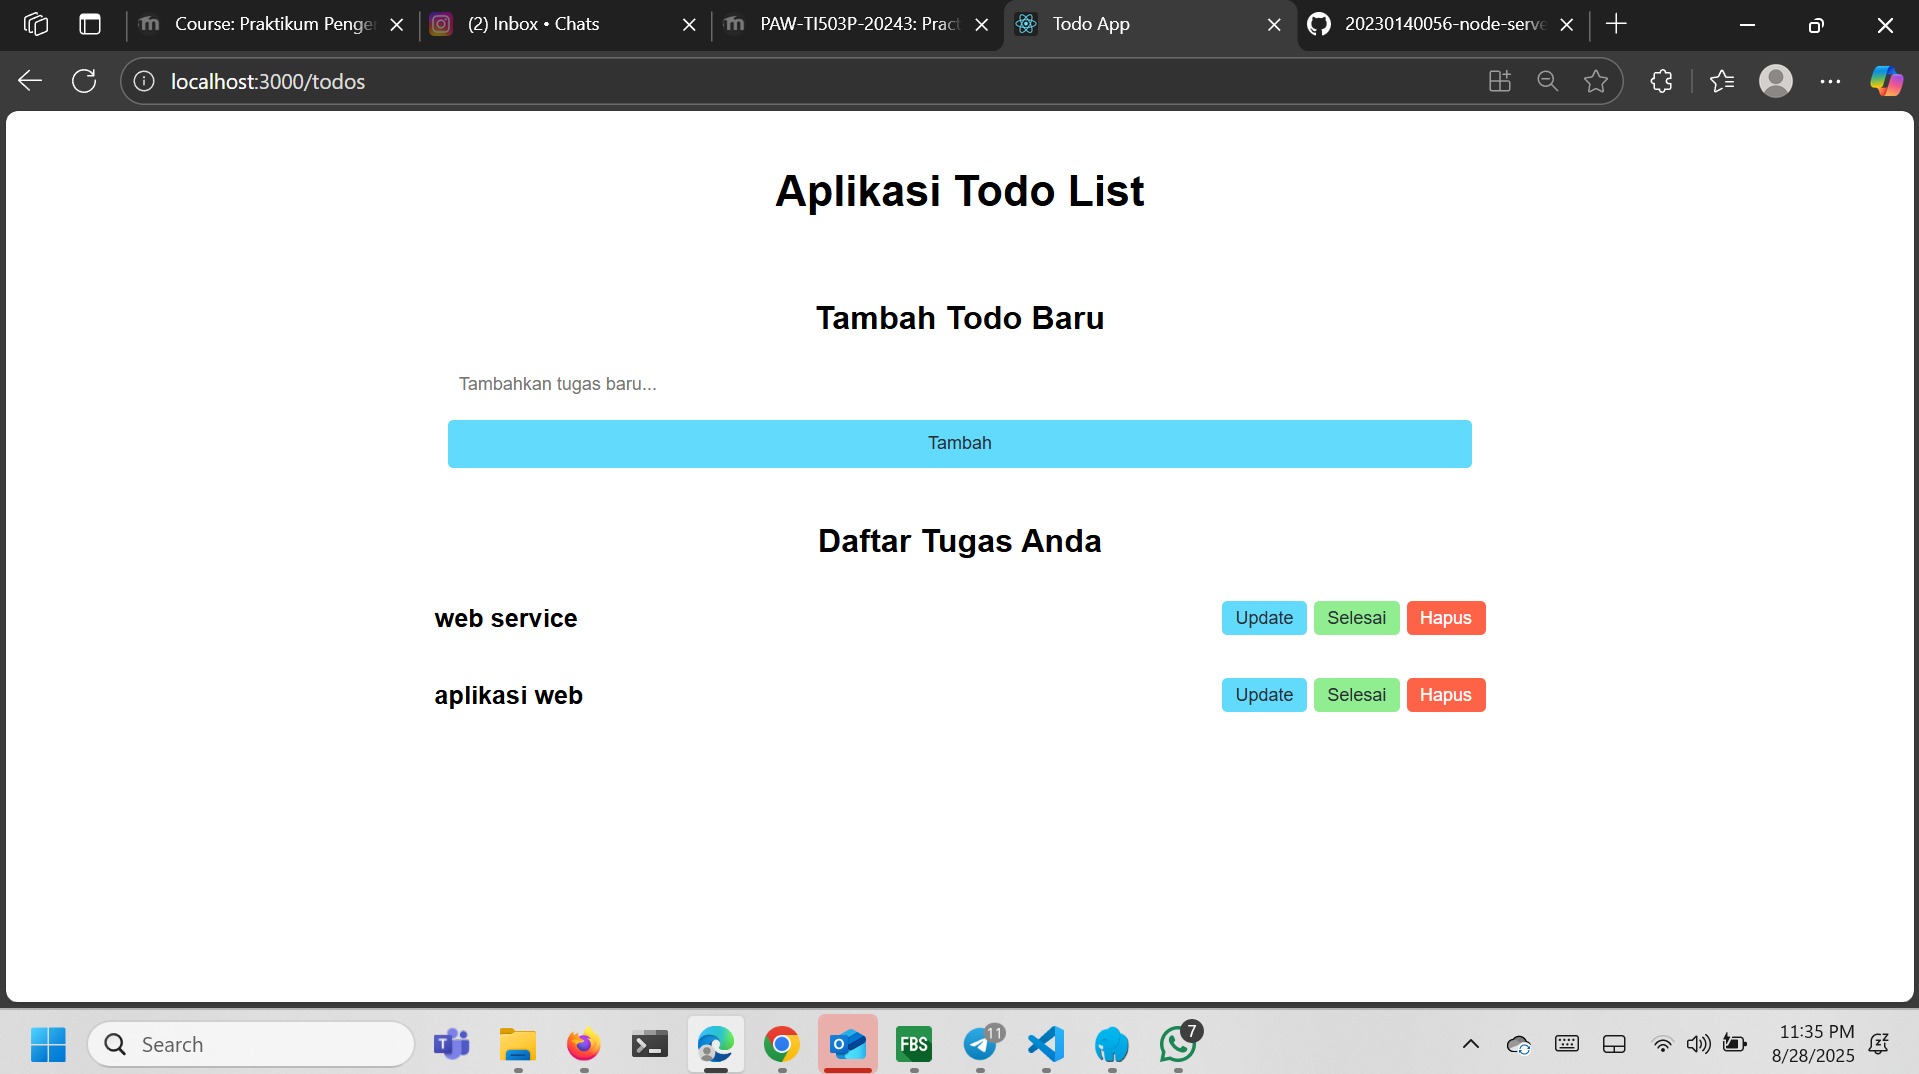 Course: Praktikum Penge
(2) Inbox • Chats
PAW-TI503P-20243: Pract
Todo App
20230140056-node-serve
localhost:3000/todos
Aplikasi Todo List
Tambah Todo Baru
Tambahkan tugas baru...
Tambah
Daftar Tugas Anda
web service
Update
Selesai
Hapus
aplikasi web
Update
Selesai
Hapus
Search
FBS
11
7
11:35 PM
8/28/2025